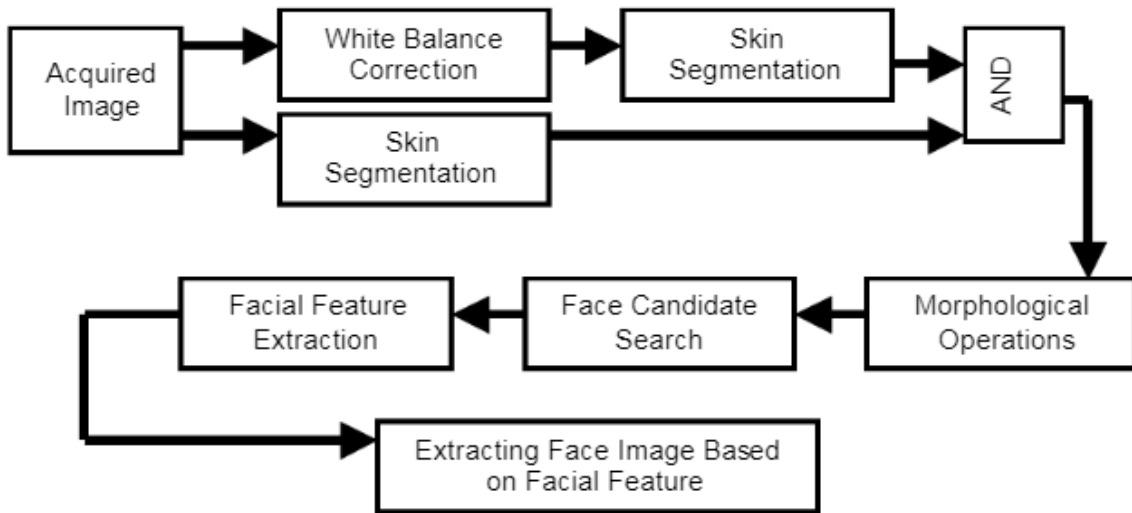 Acquired
Image
White Balance
Correction
Skin
Segmentation
AND
Skin
Segmentation
Morphological
Operations
Face Candidate
Search
Facial Feature
Extraction
Extracting Face Image Based
on Facial Feature